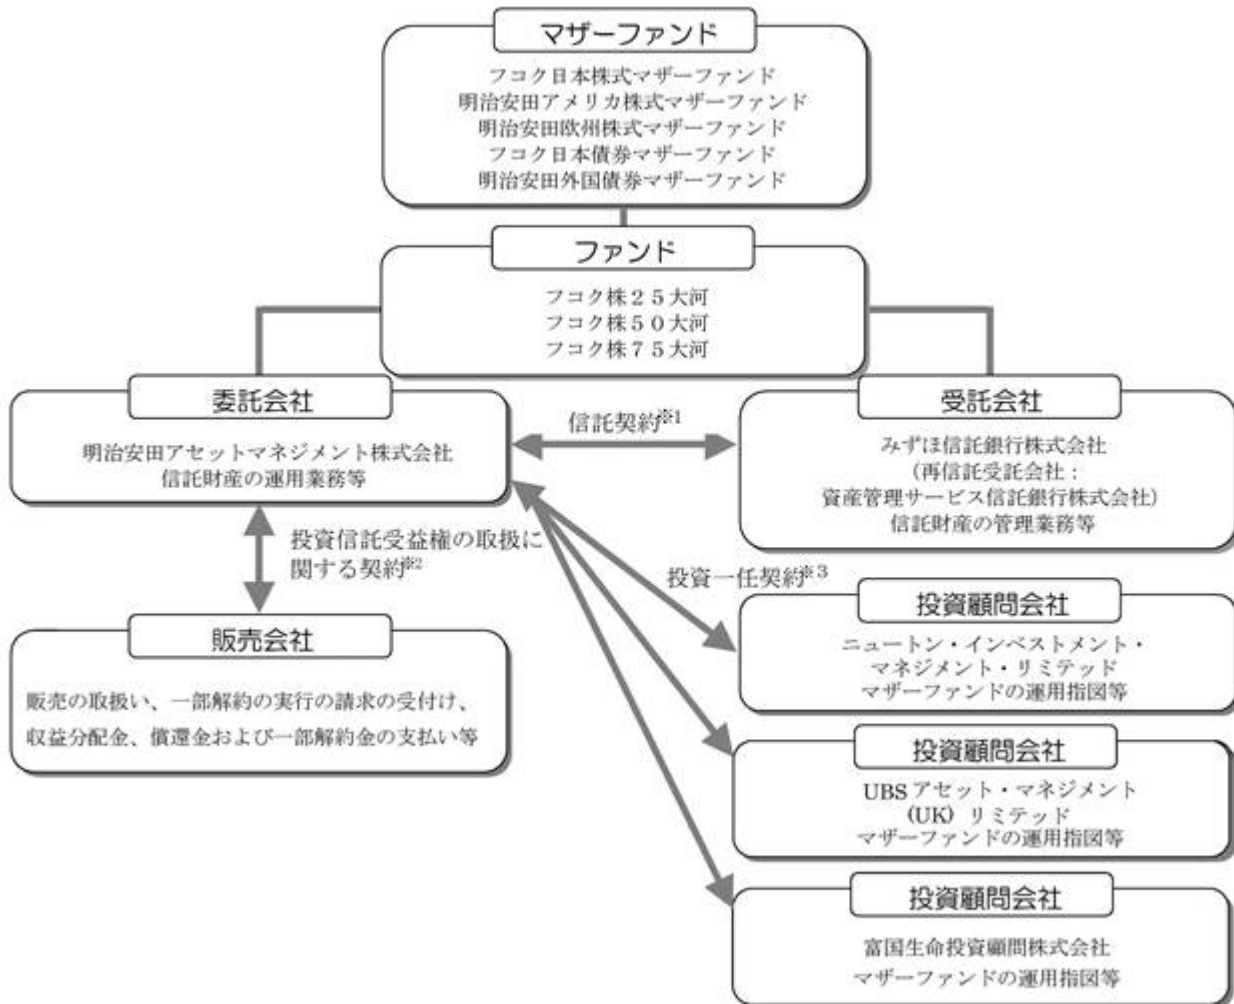 マザーファンド
フコク日本株式マザーファンド
明治安田アメリカ株式マザーファンド
明治安田欧州株式マザーファンド
フコク日本債券マザーファンド
明治安田外国債券マザーファンド
ファンド
フコク株２５大河
フコク株５０大河
フコク株７５大河
委託会社
明治安田アセットマネジメント株式会社
信託財産の運用業務等
信託契約※1
受託会社
みずほ信託銀行株式会社
(再信託受託会社：
資産管理サービス信託銀行株式会社)
信託財産の管理業務等
投資信託受益権の取扱に
関する契約※2
投資一任契約※３
販売会社
販売の取扱い、一部解約の実行の請求の受付け、
収益分配金、償還金および一部解約金の支払い等
投資顧問会社
ニュートン・インベストメント・
マネジメント・リミテッド
マザーファンドの運用指図等
投資顧問会社
UBS アセット・マネジメント
(UK) リミテッド
マザーファンドの運用指図等
投資顧問会社
富国生命投資顧問株式会社
マザーファンドの運用指図等